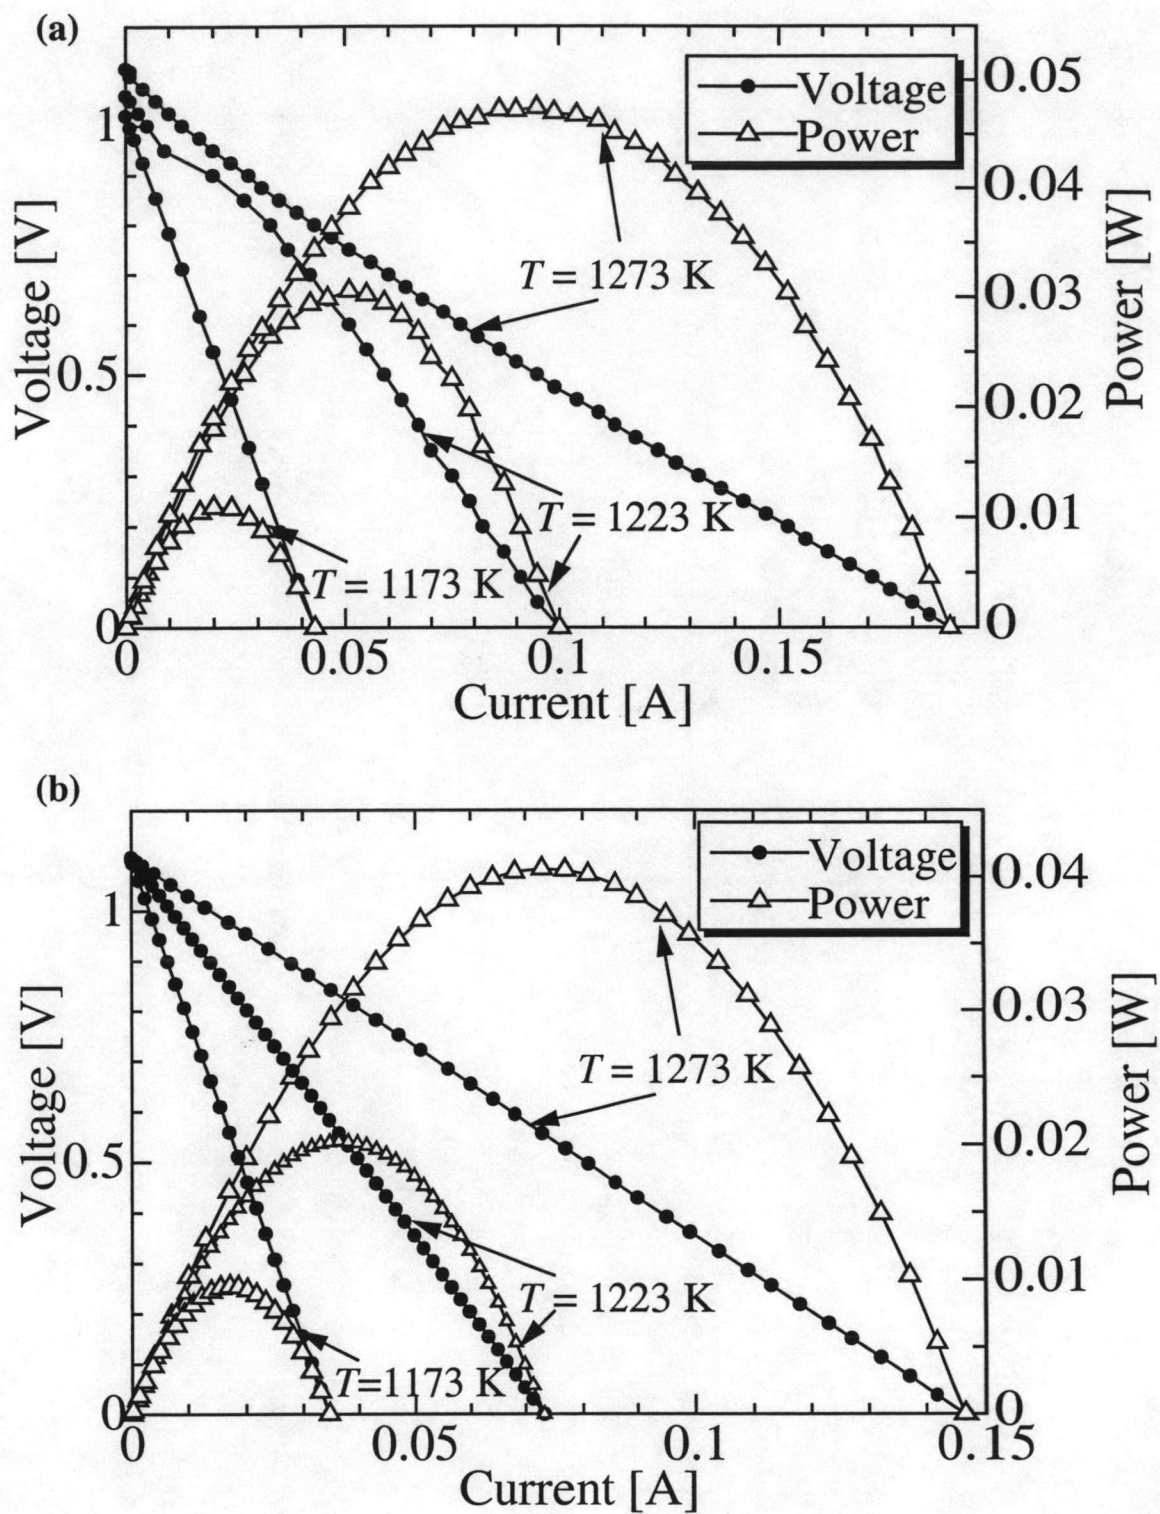 (a)
Voltage
Power
0.05
1
0.04
T = 1273 K
0.03
Voltage [V]
Power [W]
0.5
0.02
T = 1223 K
0.01
T = 1173 K
0
0
0
0.05
0.1
0.15
Current [A]
(b)
Voltage
Power
0.04
1
0.03
T = 1273 K
Voltage [V]
Power [W]
0.5
0.02
T = 1223 K
0.01
T=1173 K
0
0
0
0.05
0.1
0.15
Current [A]